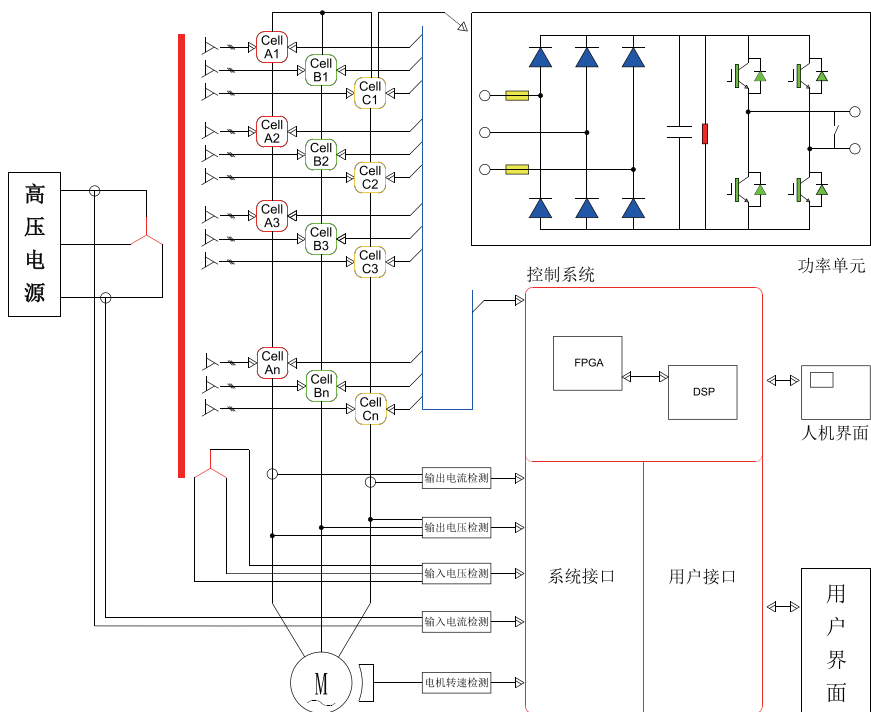 Cell
A1
Cell
B1
Cell
C1
Cell
A2
Cell
B2
Cell
C2
Cell
A3
Cell
B3
Cell
C3
Cell
An
Cell
Bn
Cell
Cn
高
压
电
源
功率单元
控制系统
FPGA
DSP
人机界面
输出电流检测
输出电压检测
输入电压检测
输入电流检测
电机转速检测
系统接口
用户接口
用
户
界
面
M